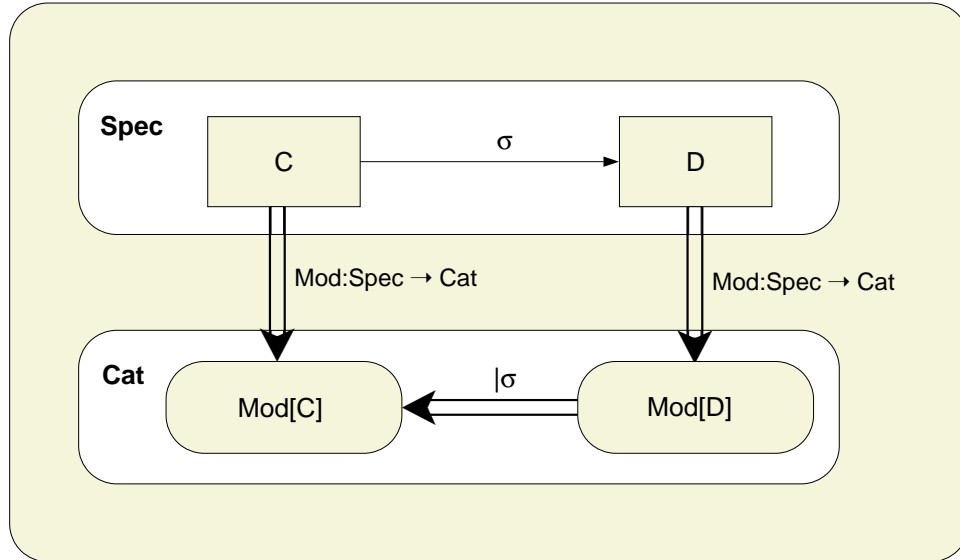 Spec
C
σ
D
Mod:Spec → Cat
Mod:Spec → Cat
Cat
Mod[C]
|σ
Mod[D]